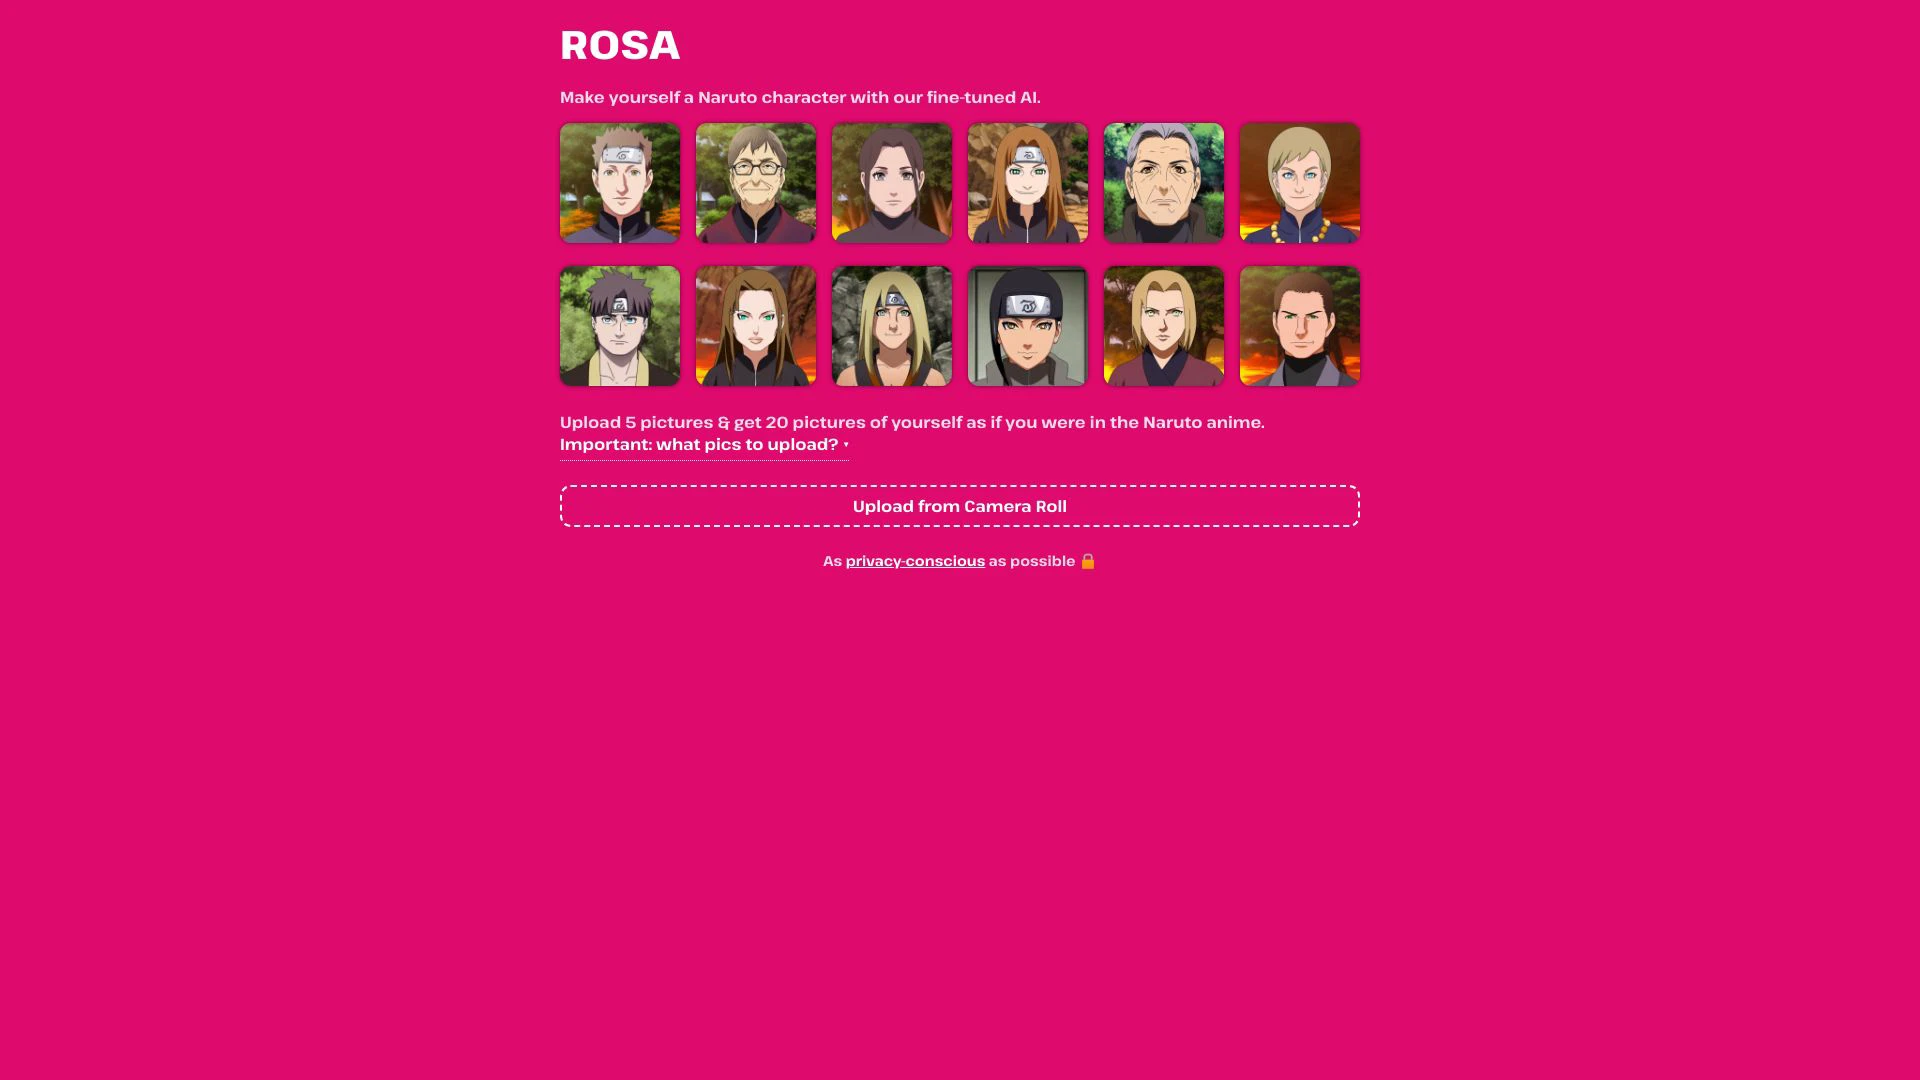 ROSA
Make yourself a Naruto character with our fine-tuned AI.
Upload 5 pictures & get 20 pictures of yourself as if you were in the Naruto anime.
Important: what pics to upload? ▾
Upload from Camera Roll
As privacy-conscious as possible 🔒